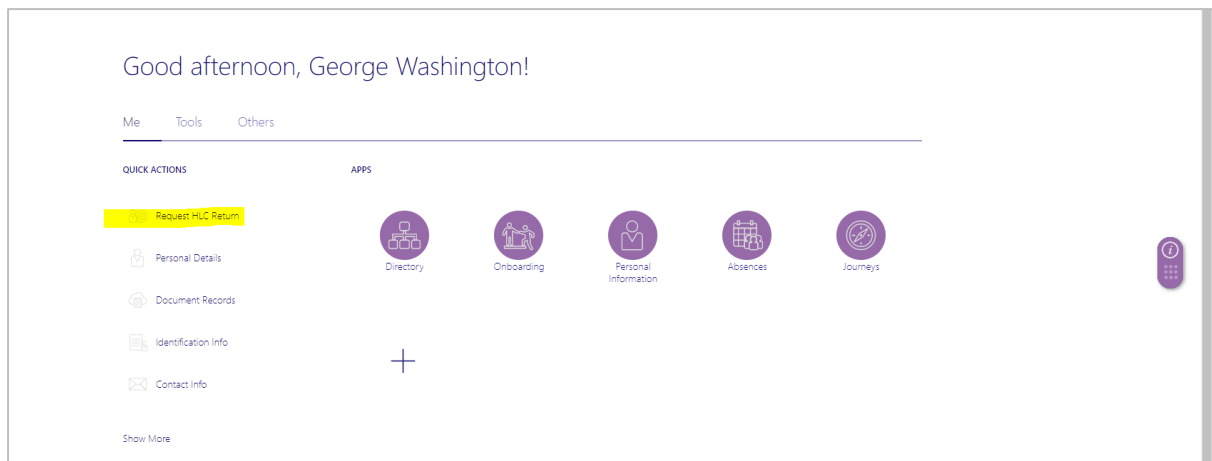 Good afternoon, George Washington!
Me Tools Others
QUICK ACTIONS
Request HLC Return
Personal Details
Document Records
Identification Info
Contact Info
Show More
APPS
Directory
Onboarding
Personal
Information
Absences
Journeys